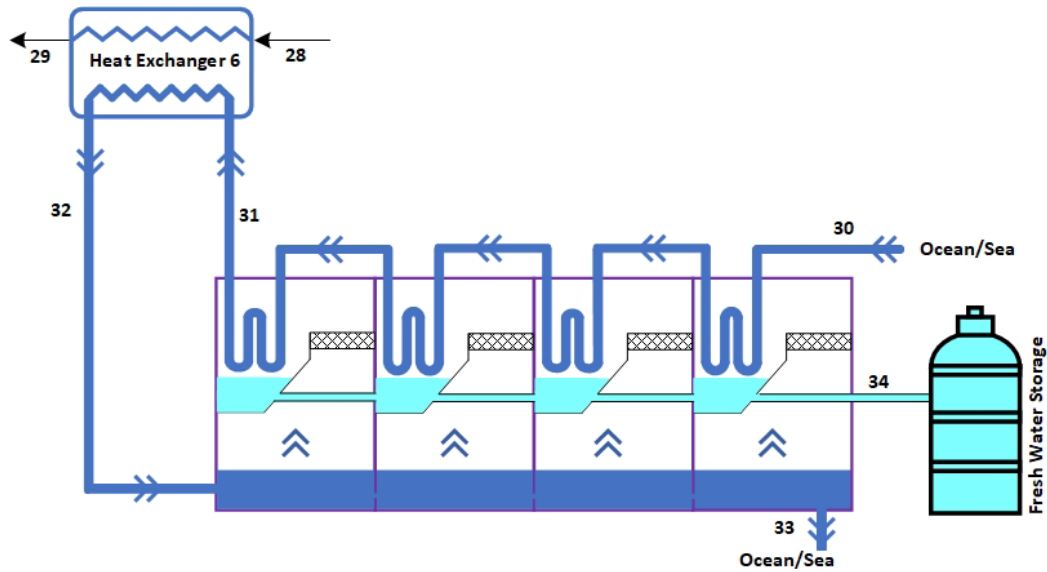 29
28
Heat Exchanger 6
32
31
30
Ocean/Sea
34
Fresh Water Storage
33
Ocean/Sea